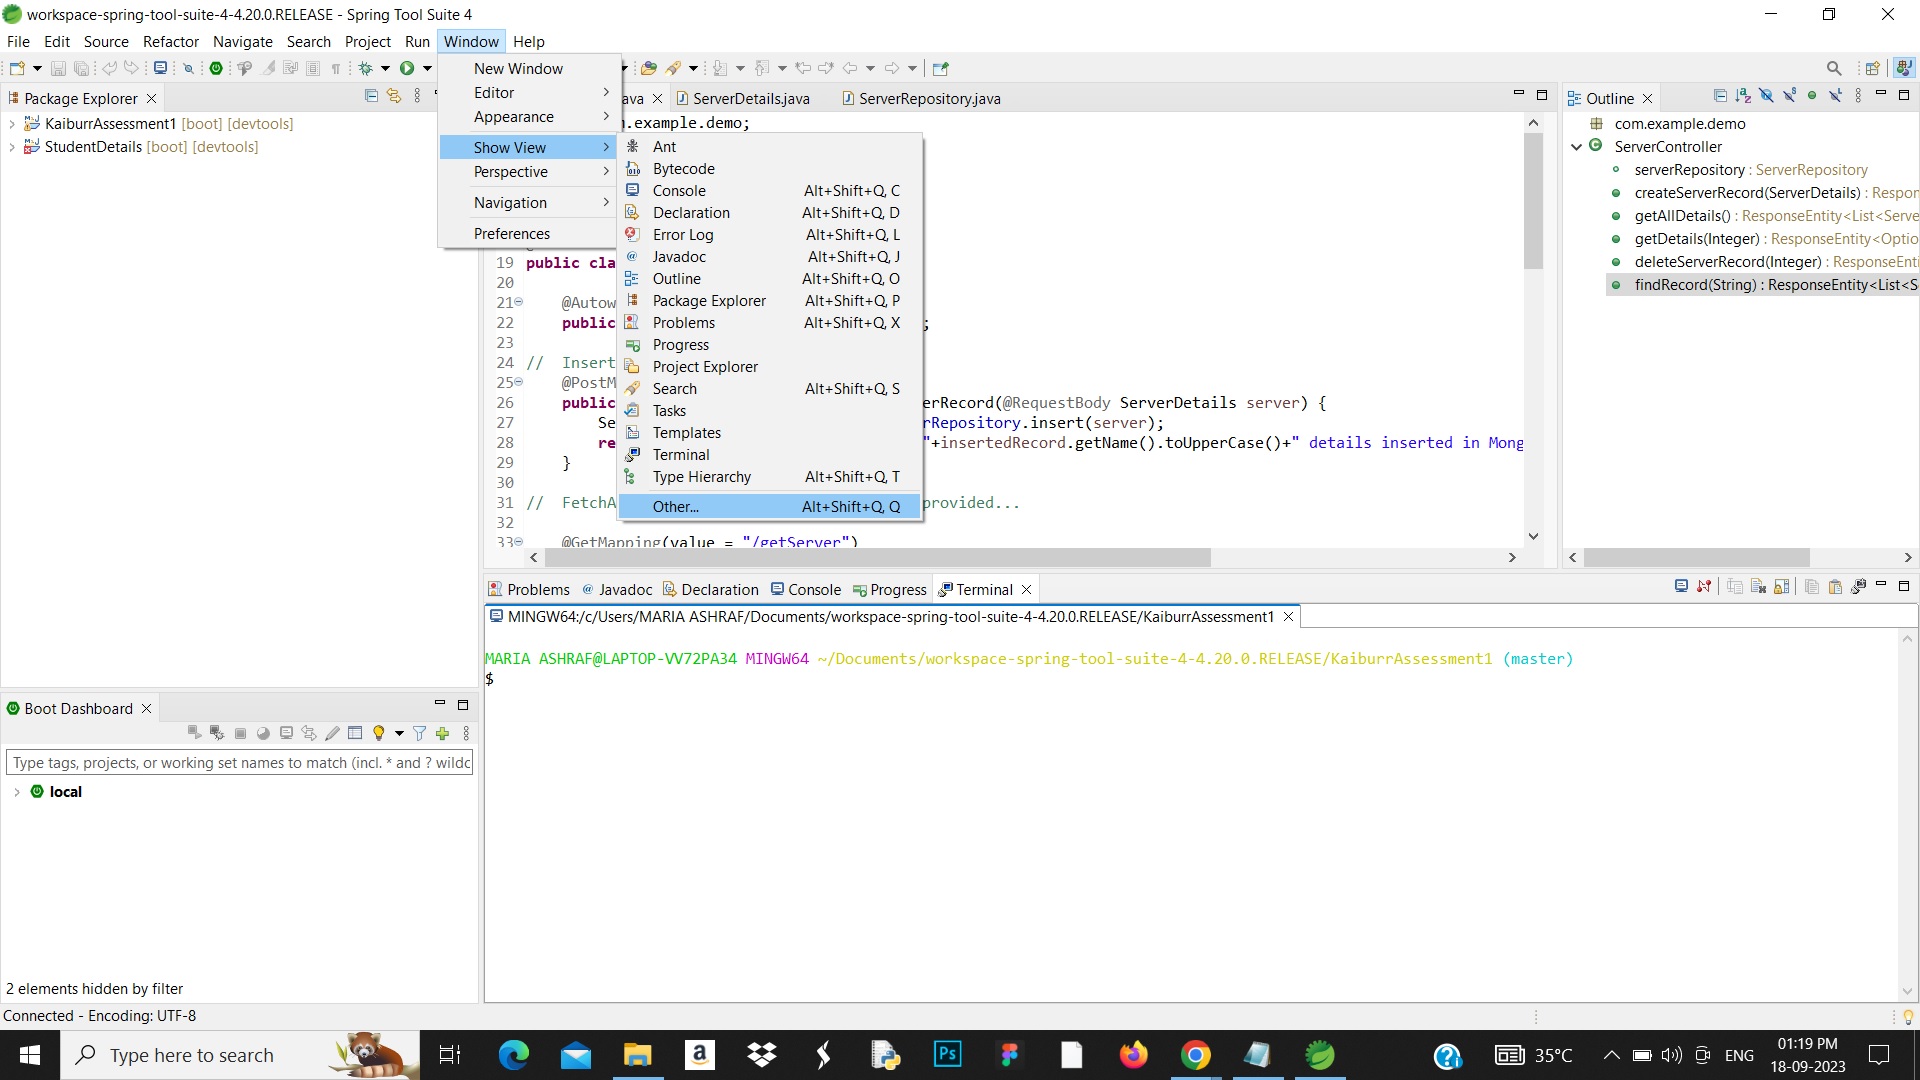 workspace-spring-tool-suite-4-4.20.0.RELEASE - Spring Tool Suite 4
File Edit Source Refactor Navigate Search Project Run Window Help
New Window
Editor
Appearance
Show View
Perspective
Navigation
Preferences
Package Explorer
KaiburrAssessment1 [boot] [devtools]
StudentDetails [boot] [devtools]
Ant
Bytecode
Console Alt+Shift+Q, C
Declaration Alt+Shift+Q, D
Error Log Alt+Shift+Q, L
Javadoc Alt+Shift+Q, J
Outline Alt+Shift+Q, O
Package Explorer Alt+Shift+Q, P
Problems Alt+Shift+Q, X
Progress
Project Explorer
Search Alt+Shift+Q, S
Tasks
Templates
Terminal
Type Hierarchy Alt+Shift+Q, T
Other... Alt+Shift+Q, Q
ava ServerDetails.java ServerRepository.java
.example.demo;
19 public cla
20
21 @Autow
22 public ;
23
24 // Insert
25 @PostM
26 public erRecord(@RequestBody ServerDetails server) {
27 Se rRepository.insert(server);
28 re "+insertedRecord.getName().toUpperCase()+" details inserted in Mong
29 }
30
31 // FetchA provided...
32
33 @GetMapping(value = "/getServer")
Outline
com.example.demo
ServerController
serverRepository : ServerRepository
createServerRecord(ServerDetails) : Respon
getAllDetails() : ResponseEntity<List<Serve
getDetails(Integer) : ResponseEntity<Optio
deleteServerRecord(Integer) : ResponseEnti
findRecord(String) : ResponseEntity<List<S
Problems Javadoc Declaration Console Progress Terminal
MINGW64:/c/Users/MARIA ASHRAF/Documents/workspace-spring-tool-suite-4-4.20.0.RELEASE/KaiburrAssessment1
MARIA ASHRAF@LAPTOP-VV72PA34 MINGW64 ~/Documents/workspace-spring-tool-suite-4-4.20.0.RELEASE/KaiburrAssessment1 (master)
$
Boot Dashboard
Type tags, projects, or working set names to match (incl. * and ? wildc
local
2 elements hidden by filter
Connected - Encoding: UTF-8
Type here to search
35°C
ENG
01:19 PM
18-09-2023